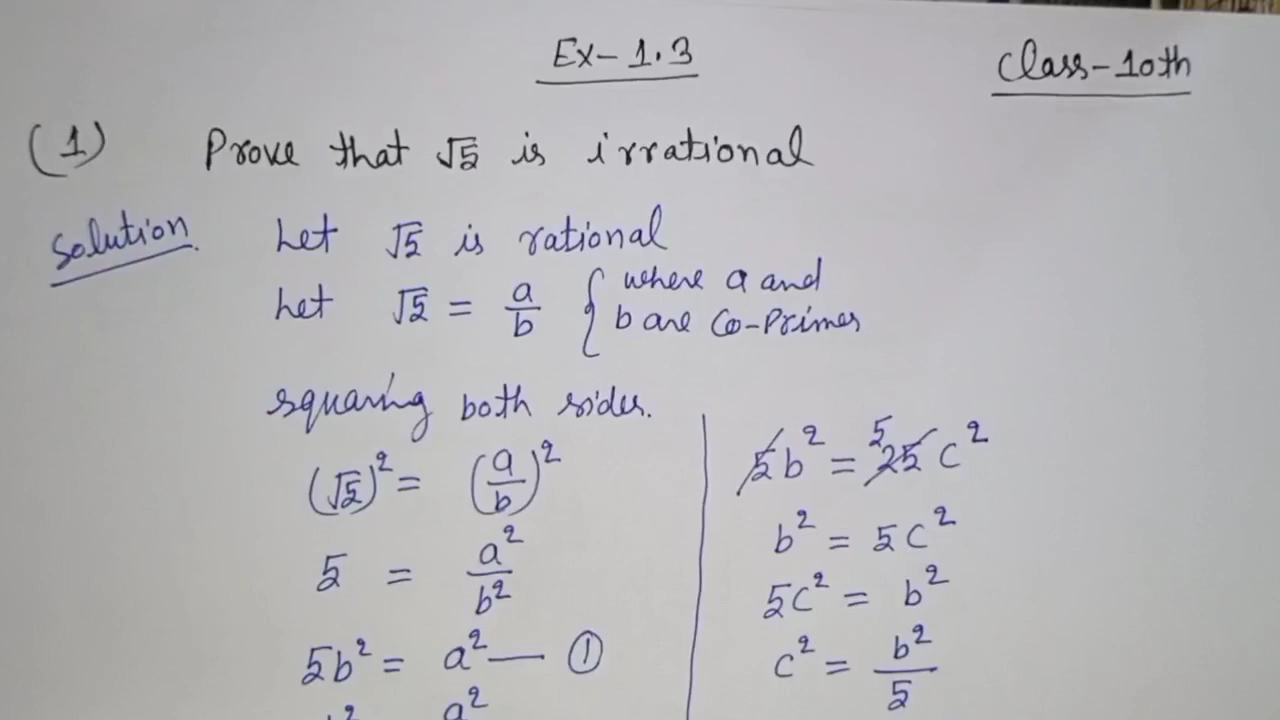 Ex-1.3
Class-10th
(1) Prove that √5 is irrational
Solution. Let √5 is rational
Let √5 = a/b { where a and
b are Co-Primes
squaring both sides.
(√5)² = (a/b)²
5 = a²/b²
5b² = a² — ①
a²
5b² = 25c² 5
b² = 5c²
5c² = b²
c² = b²/5